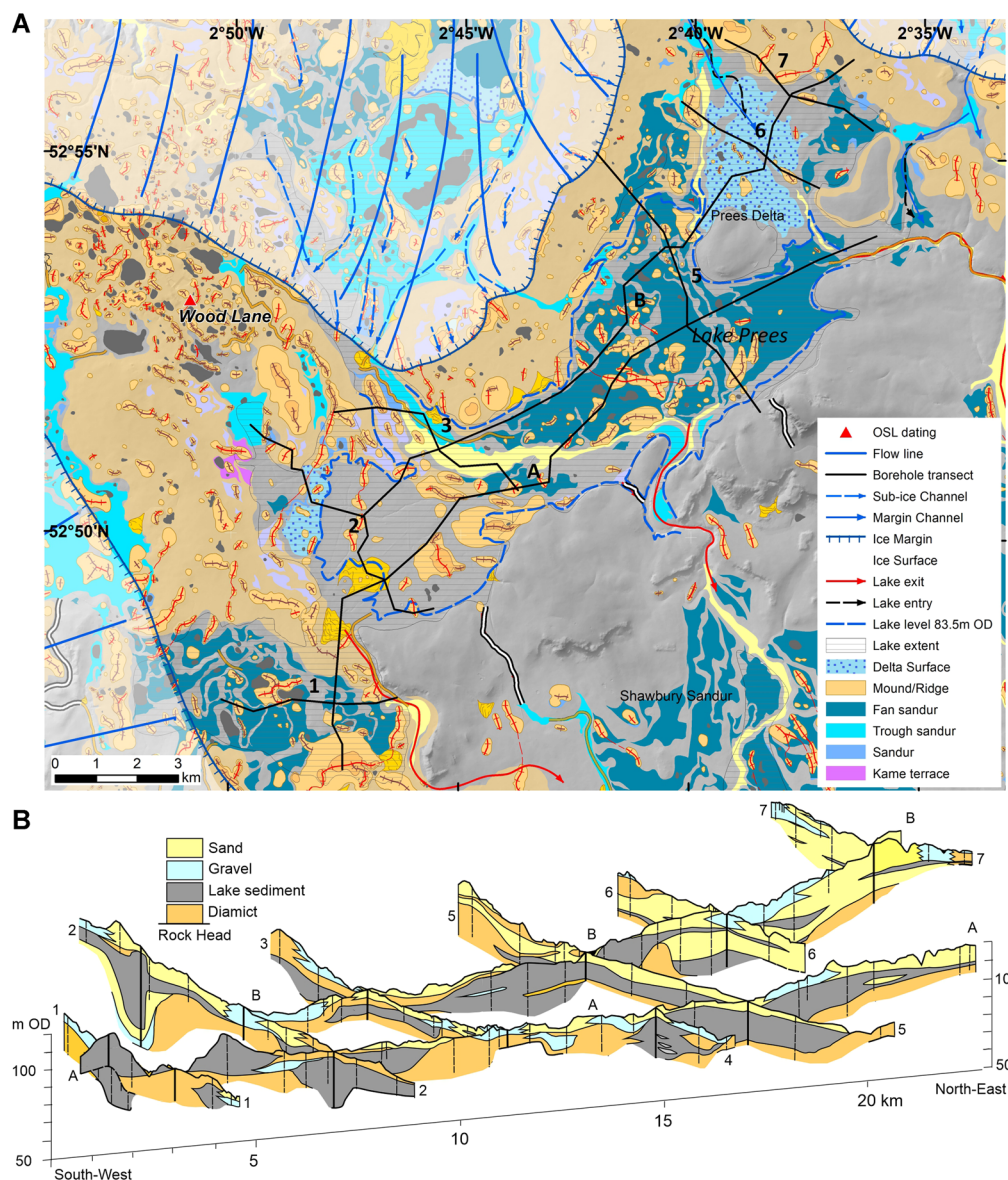 A
2°50'W
2°45'W
2°40'W
2°35'W
7
6
52°55'N
Prees Delta
5
B
Wood Lane
Lake Prees
3
A
2
52°50'N
1
Shawbury Sandur
0 1 2 3
km
OSL dating
Flow line
Borehole transect
Sub-ice Channel
Margin Channel
Ice Margin
Ice Surface
Lake exit
Lake entry
Lake level 83.5m OD
Lake extent
Delta Surface
Mound/Ridge
Fan sandur
Trough sandur
Sandur
Kame terrace
B
Sand
Gravel
Lake sediment
Diamict
Rock Head
7
B
7
6
5
6
B
A
2
3
B
A
1
m OD
100
A
1
2
4
5
10
50
North-East
20 km
15
10
5
50
South-West